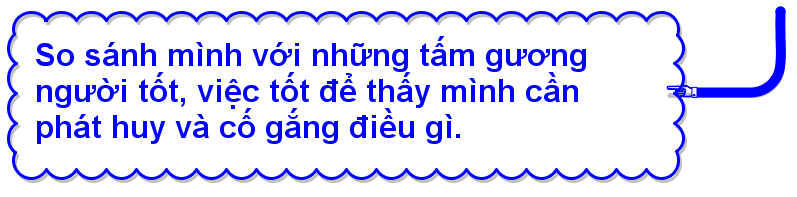 So sánh mình với những tấm gương
người tốt, việc tốt để thấy mình cần
phát huy và cố gắng điều gì.